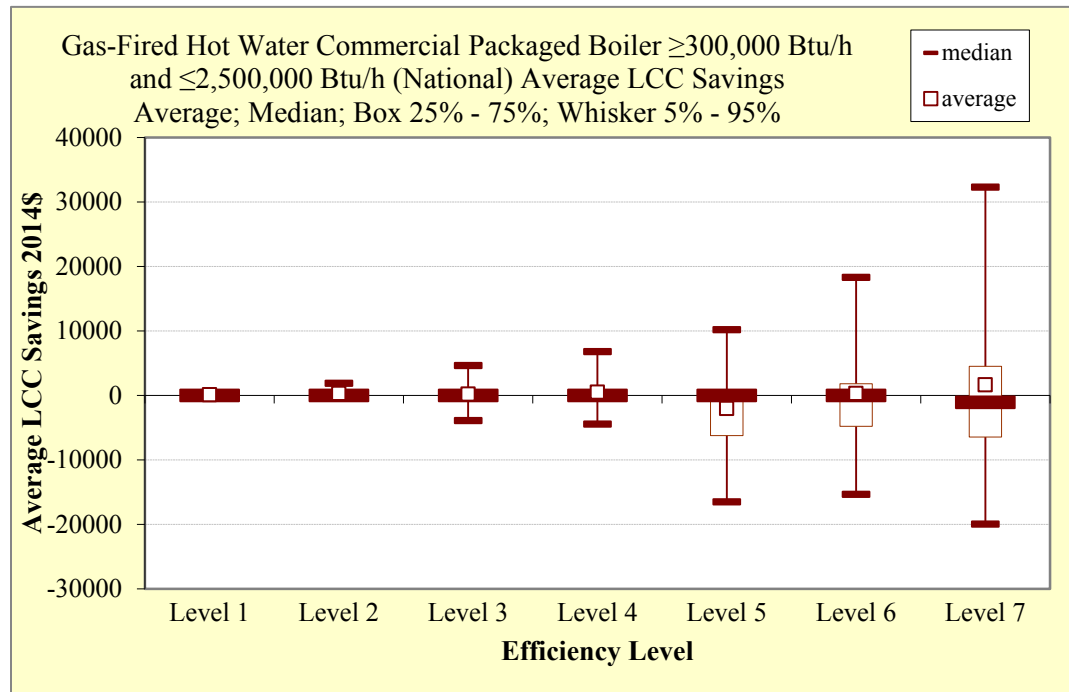 Gas-Fired Hot Water Commercial Packaged Boiler ≥300,000 Btu/h
and ≤2,500,000 Btu/h (National) Average LCC Savings
Average; Median; Box 25% - 75%; Whisker 5% - 95%
median
average
Average LCC Savings 2014$
40000
30000
20000
10000
0
-10000
-20000
-30000
Level 1 Level 2 Level 3 Level 4 Level 5 Level 6 Level 7
Efficiency Level